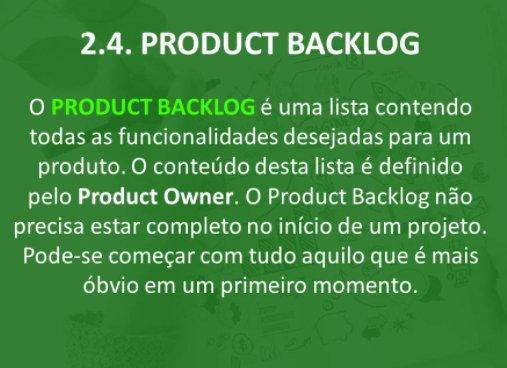 2.4. PRODUCT BACKLOG
O PRODUCT BACKLOG é uma lista contendo
todas as funcionalidades desejadas para um
produto. O conteúdo desta lista é definido
pelo Product Owner. O Product Backlog não
precisa estar completo no início de um projeto.
Pode-se começar com tudo aquilo que é mais
óbvio em um primeiro momento.